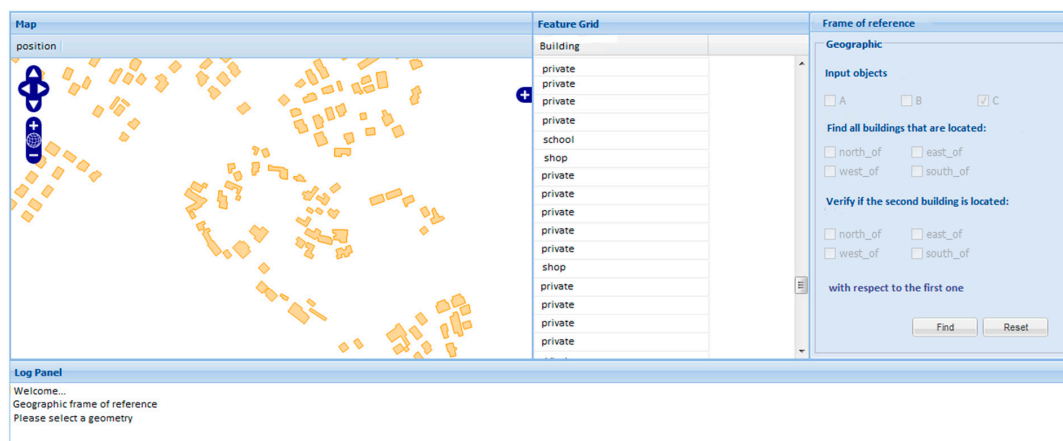 Map
position
Feature Grid
Building
private
private
private
private
school
shop
private
private
private
private
private
shop
private
private
private
private
Frame of reference
Geographic
Input objects
A B C
Find all buildings that are located:
north_of east_of
west_of south_of
Verify if the second building is located:
north_of east_of
west_of south_of
with respect to the first one
Find Reset
Log Panel
Welcome...
Geographic frame of reference
Please select a geometry